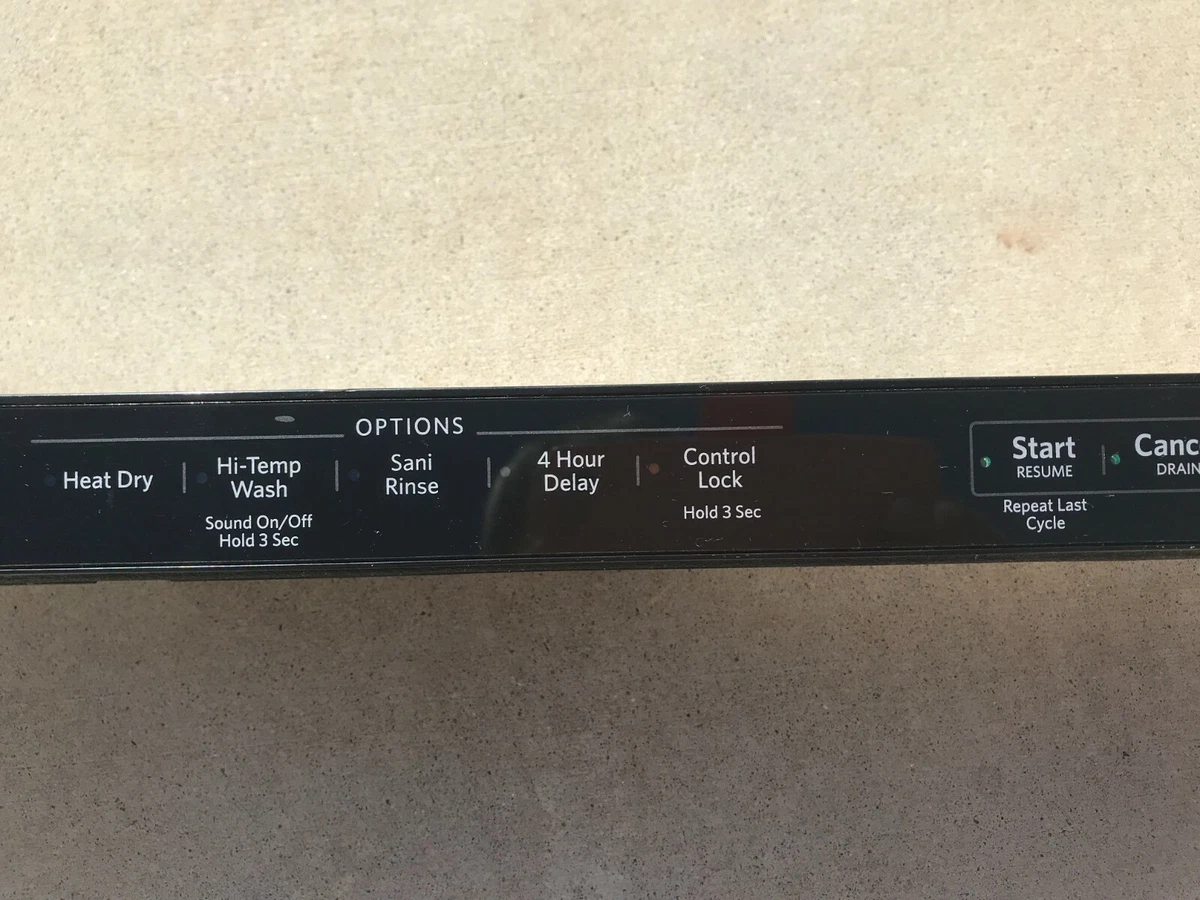 OPTIONS
Heat Dry
Hi-Temp
Wash
Sound On/Off
Hold 3 Sec
Sani
Rinse
4 Hour
Delay
Control
Lock
Hold 3 Sec
Start
RESUME
Repeat Last
Cycle